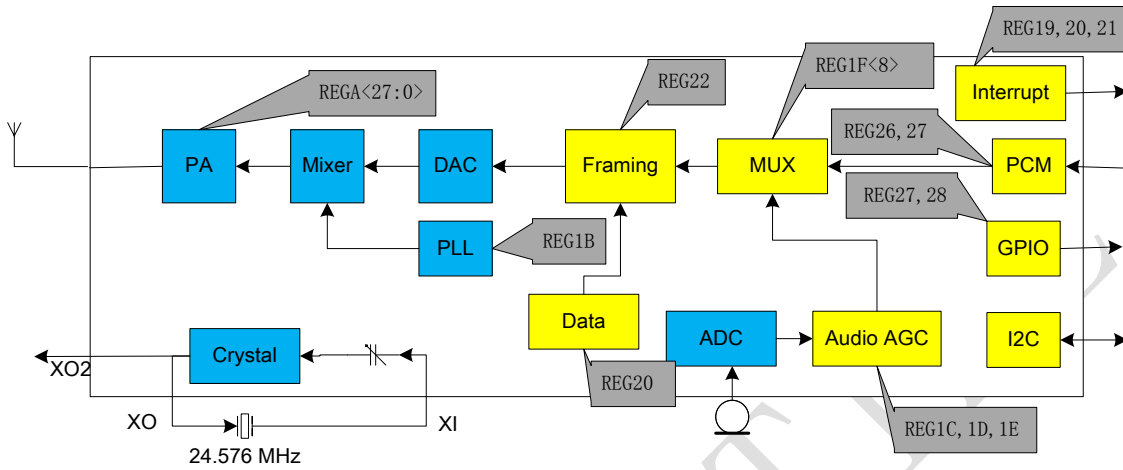 REG19, 20, 21
REG1F<8>
REG22
REGA<27:0>
Interrupt
REG26, 27
PA
Mixer
DAC
Framing
MUX
PCM
REG27, 28
PLL
REG1B
GPIO
Data
ADC
Audio AGC
I2C
Crystal
XO2
REG20
XO
XI
REG1C, 1D, 1E
24.576 MHz